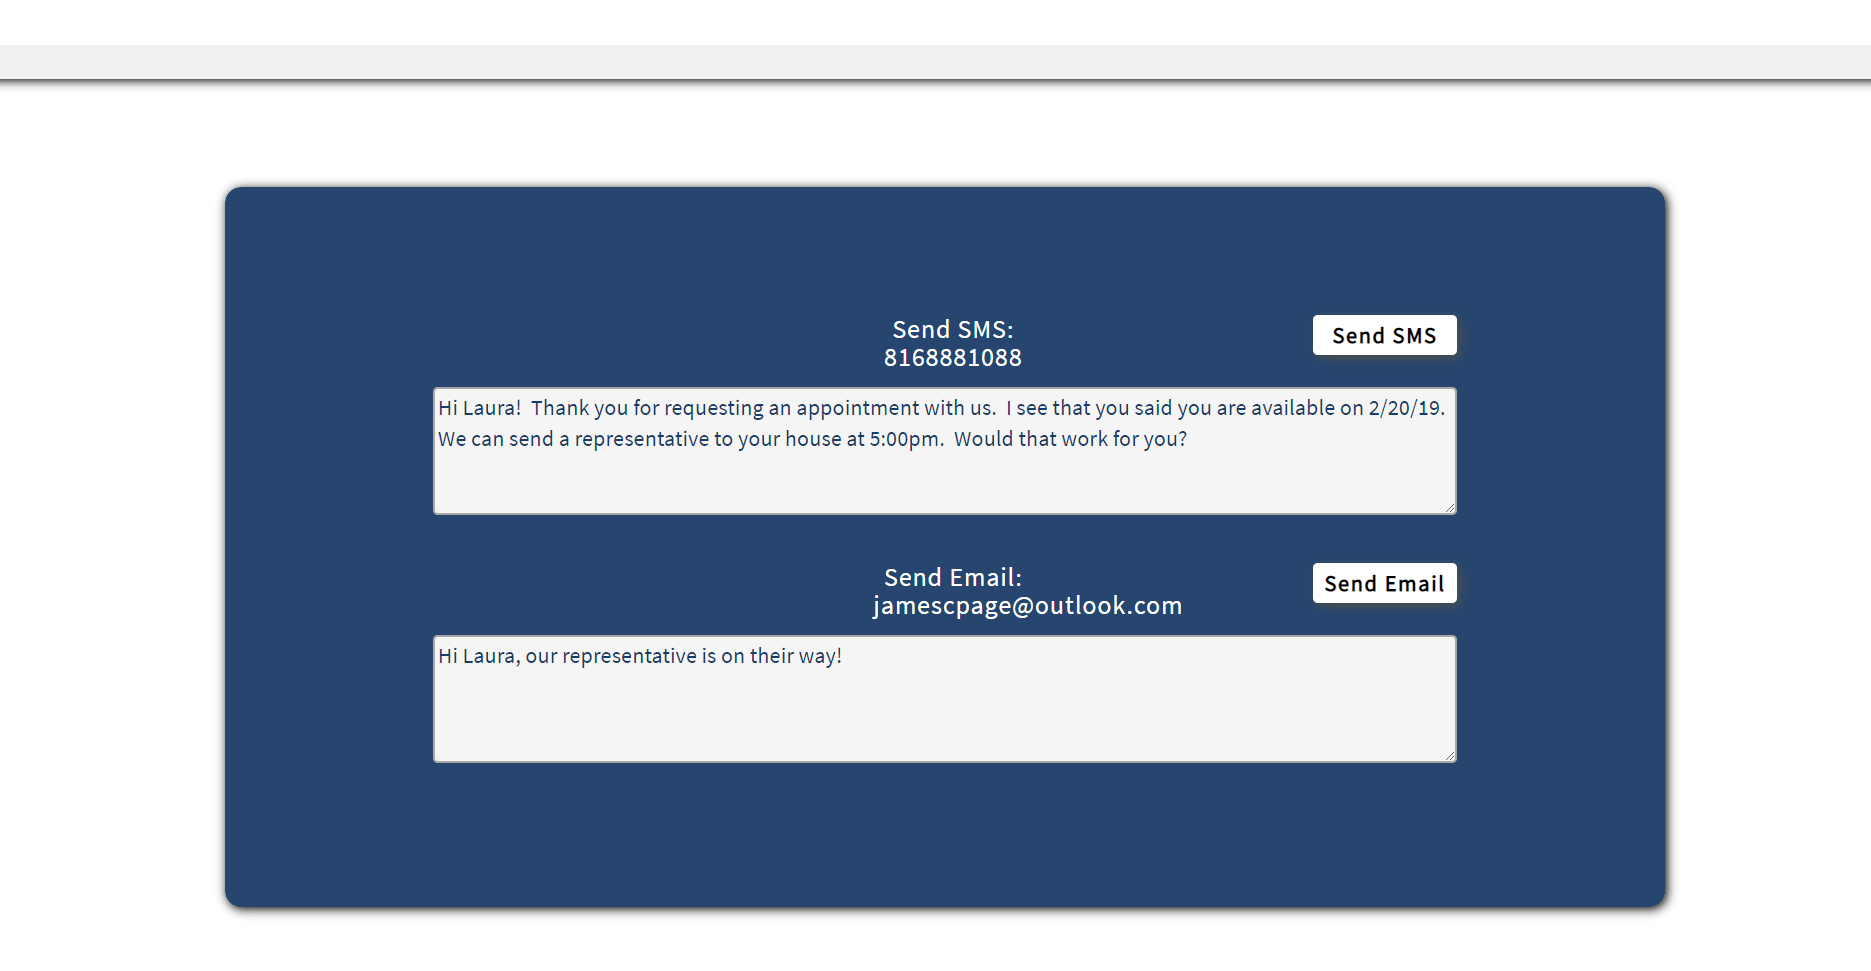 Send SMS:
8168881088
Send SMS
Hi Laura!  Thank you for requesting an appointment with us.  I see that you said you are available on 2/20/19.
We can send a representative to your house at 5:00pm.  Would that work for you?
Send Email:
jamescpage@outlook.com
Send Email
Hi Laura, our representative is on their way!